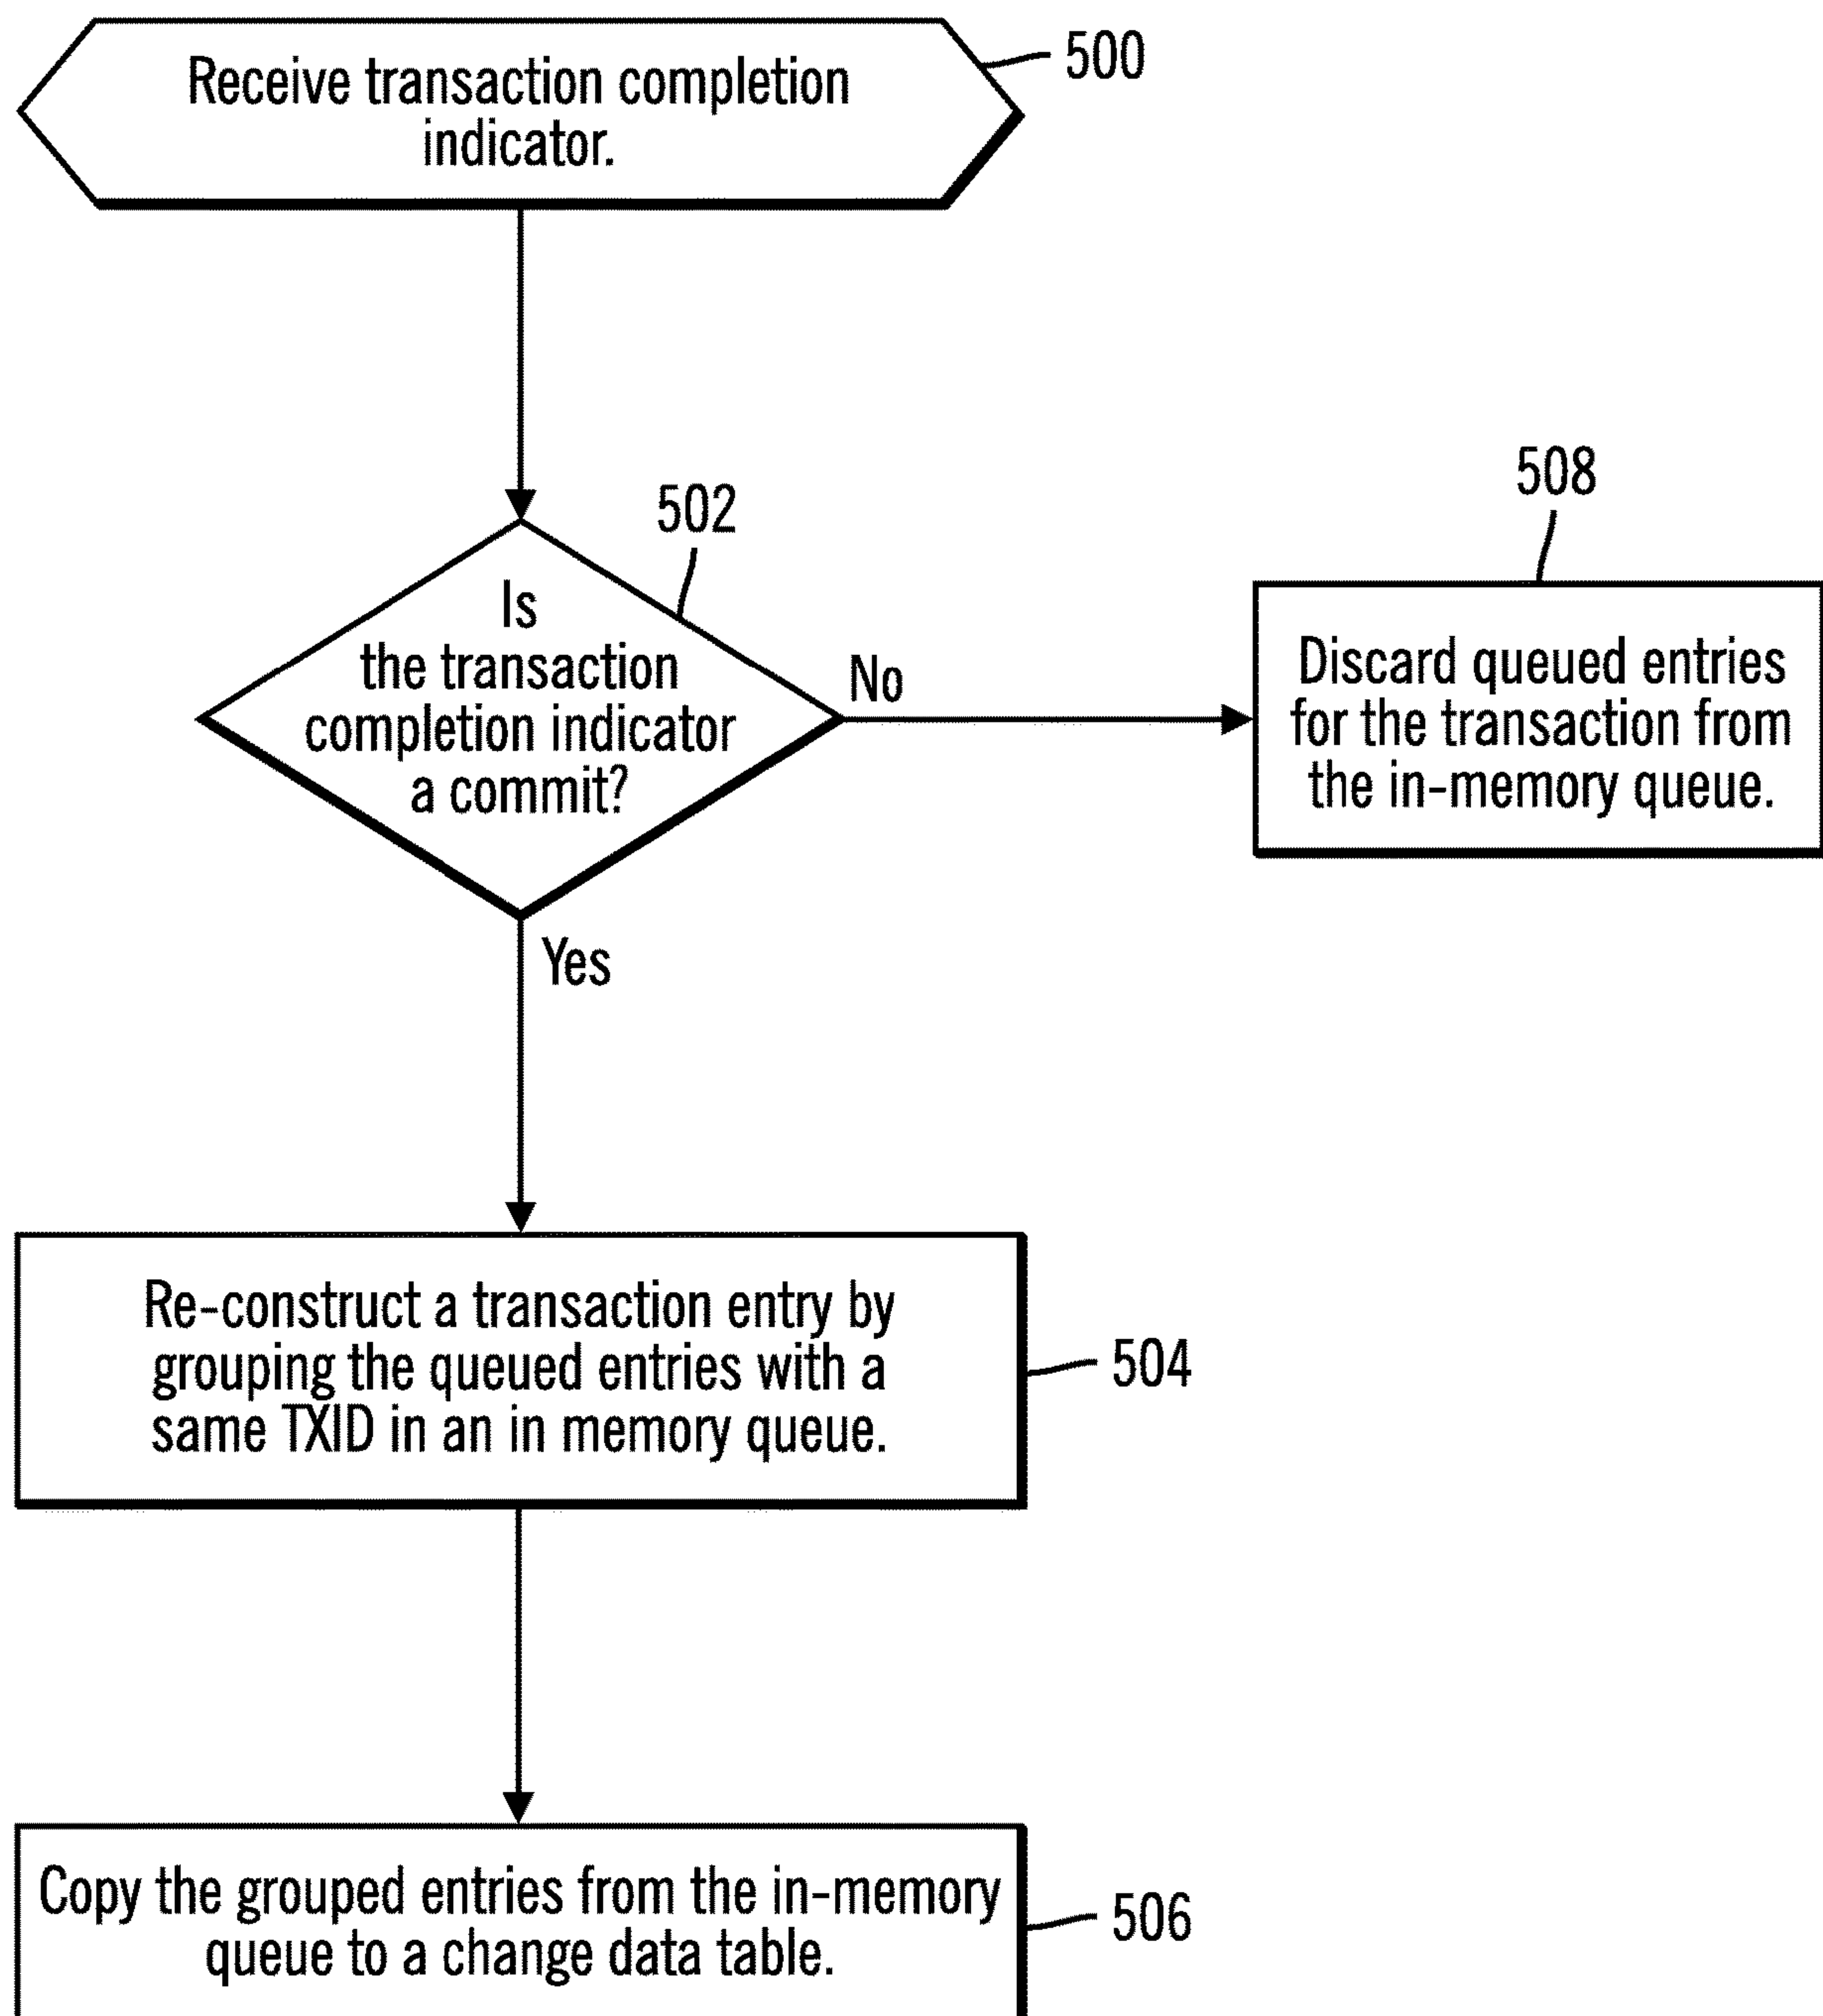 Receive transaction completion
indicator.
500
502
Is
the transaction
completion indicator
a commit?
No
508
Discard queued entries
for the transaction from
the in-memory queue.
Yes
Re-construct a transaction entry by
grouping the queued entries with a
same TXID in an in memory queue.
504
Copy the grouped entries from the in-memory
queue to a change data table.
506